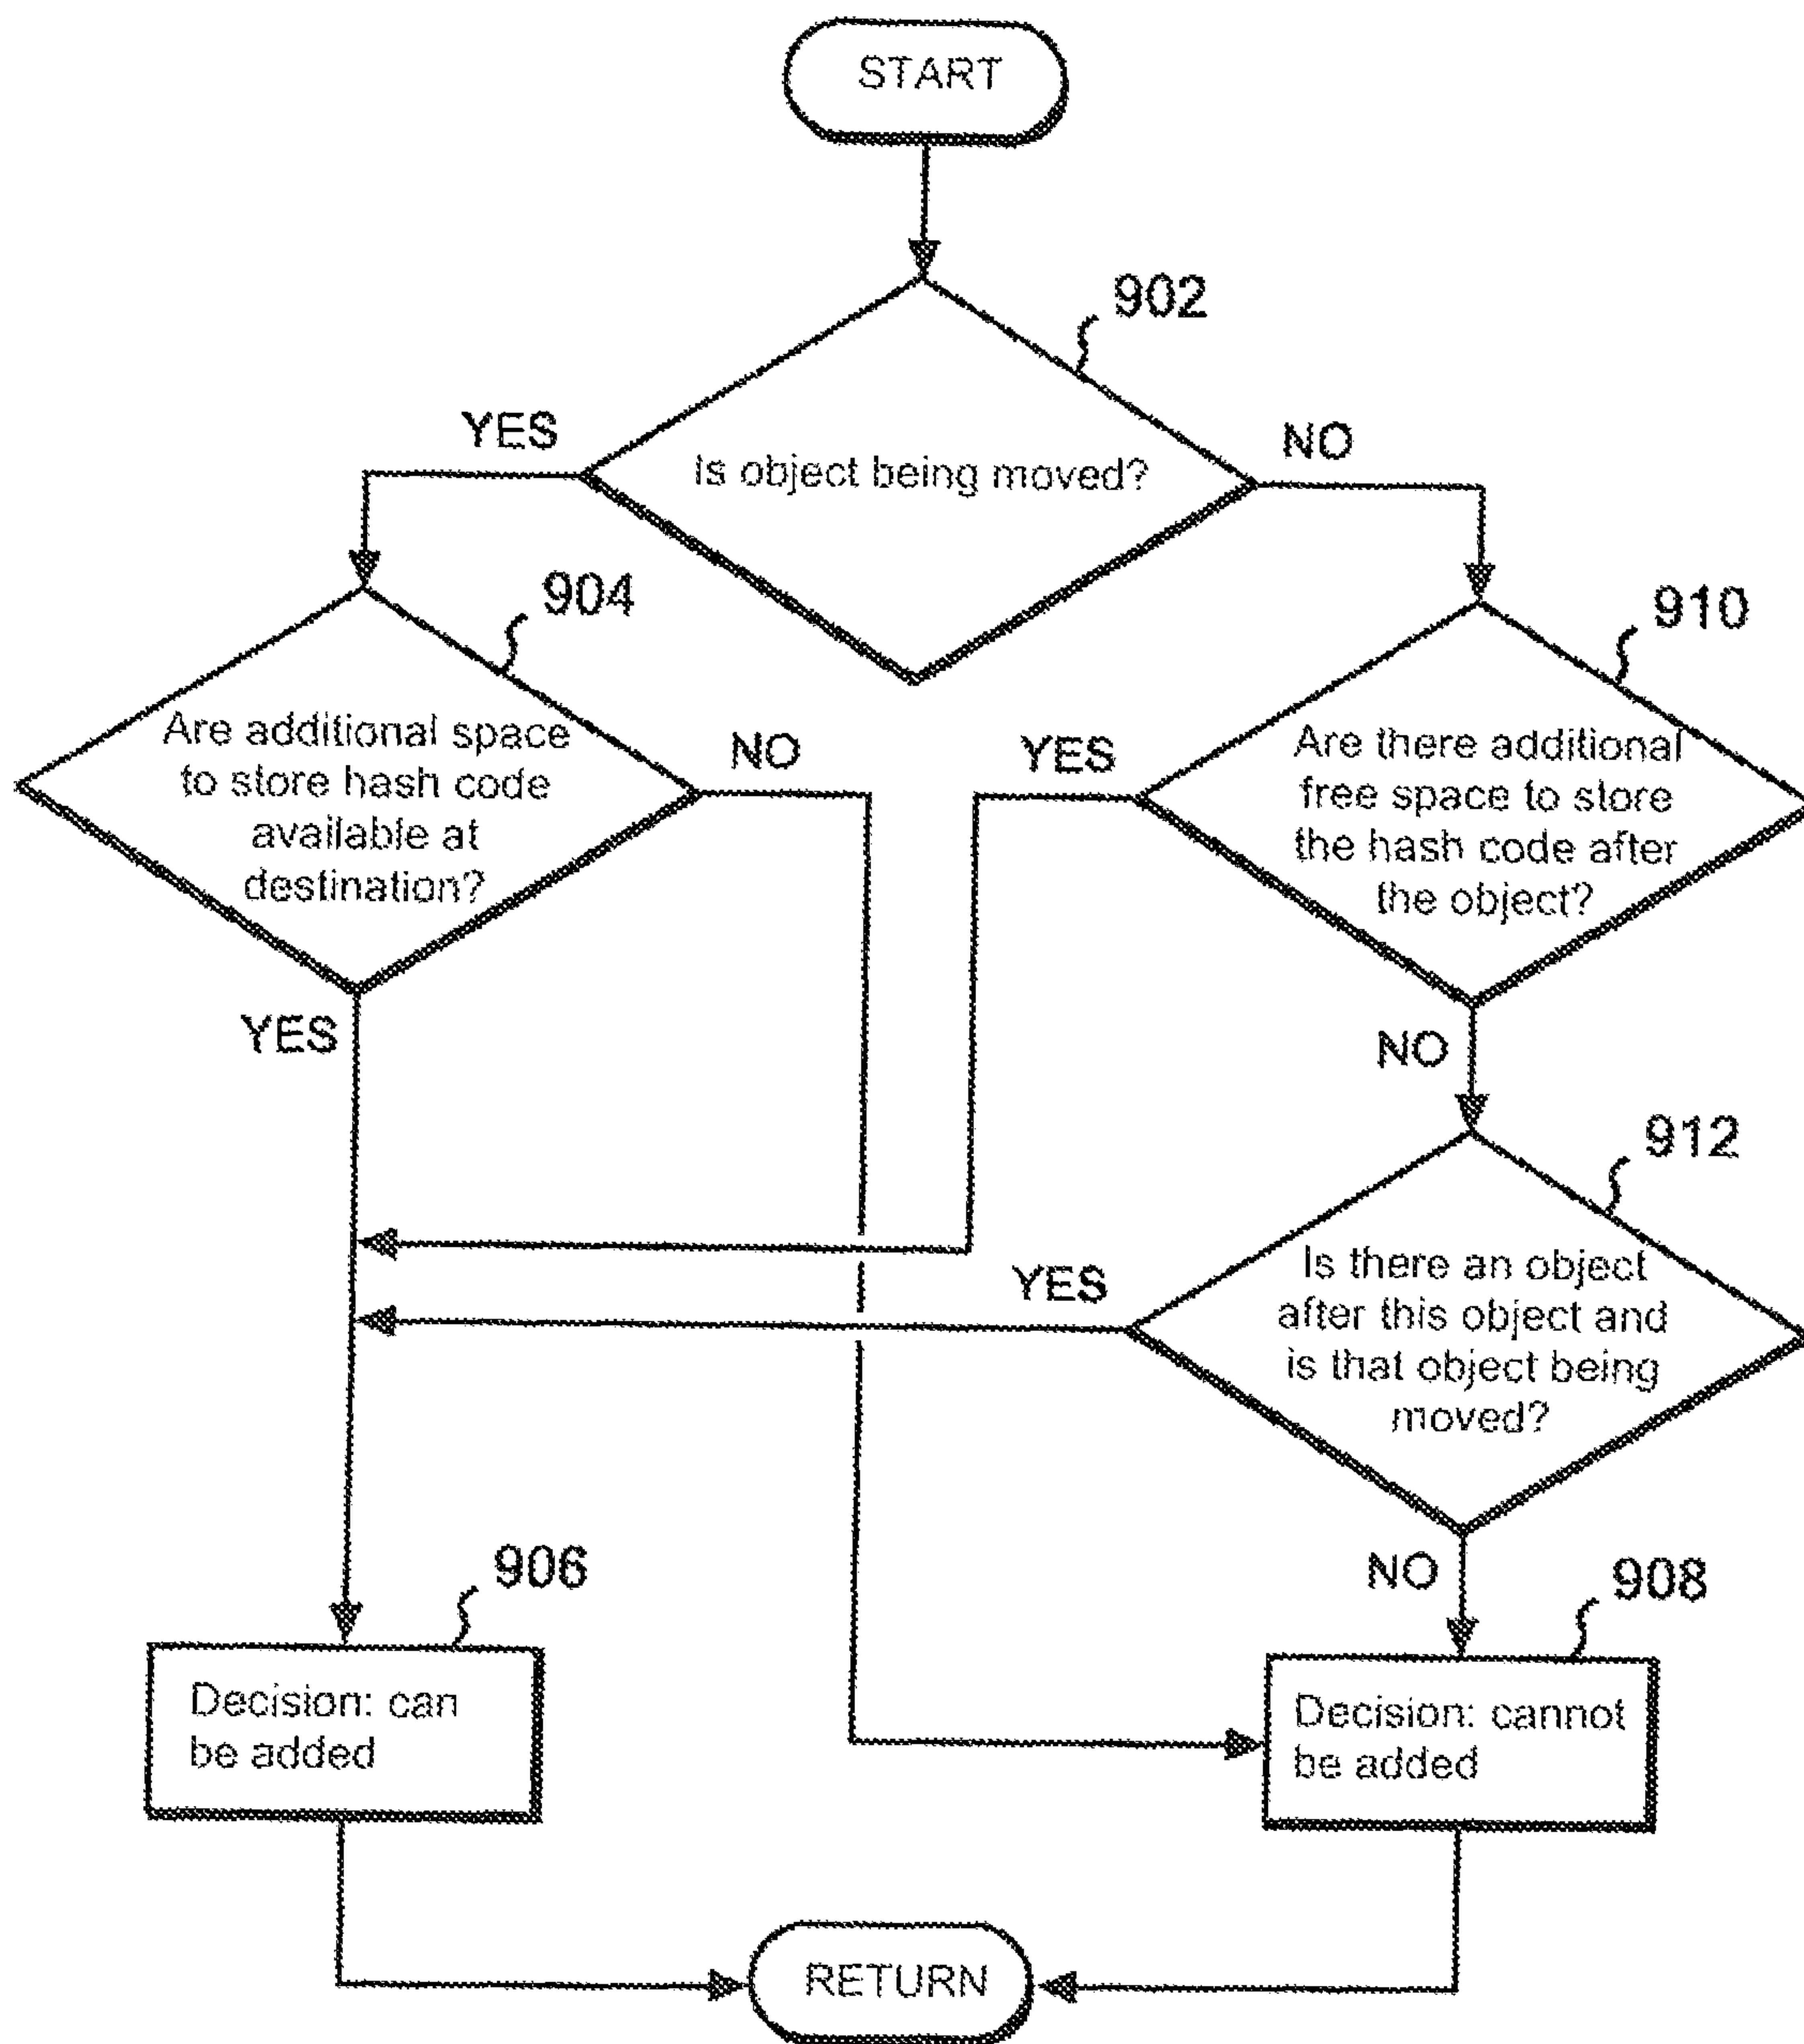 START
902
YES
NO
Is object being moved?
904
910
Are additional space
to store hash code
available at
destination?
NO
YES
Are there additional
free space to store
the hash code after
the object?
YES
NO
912
YES
Is there an object
after this object and
is that object being
moved?
NO
906
908
Decision: can
be added
Decision: cannot
be added
RETURN